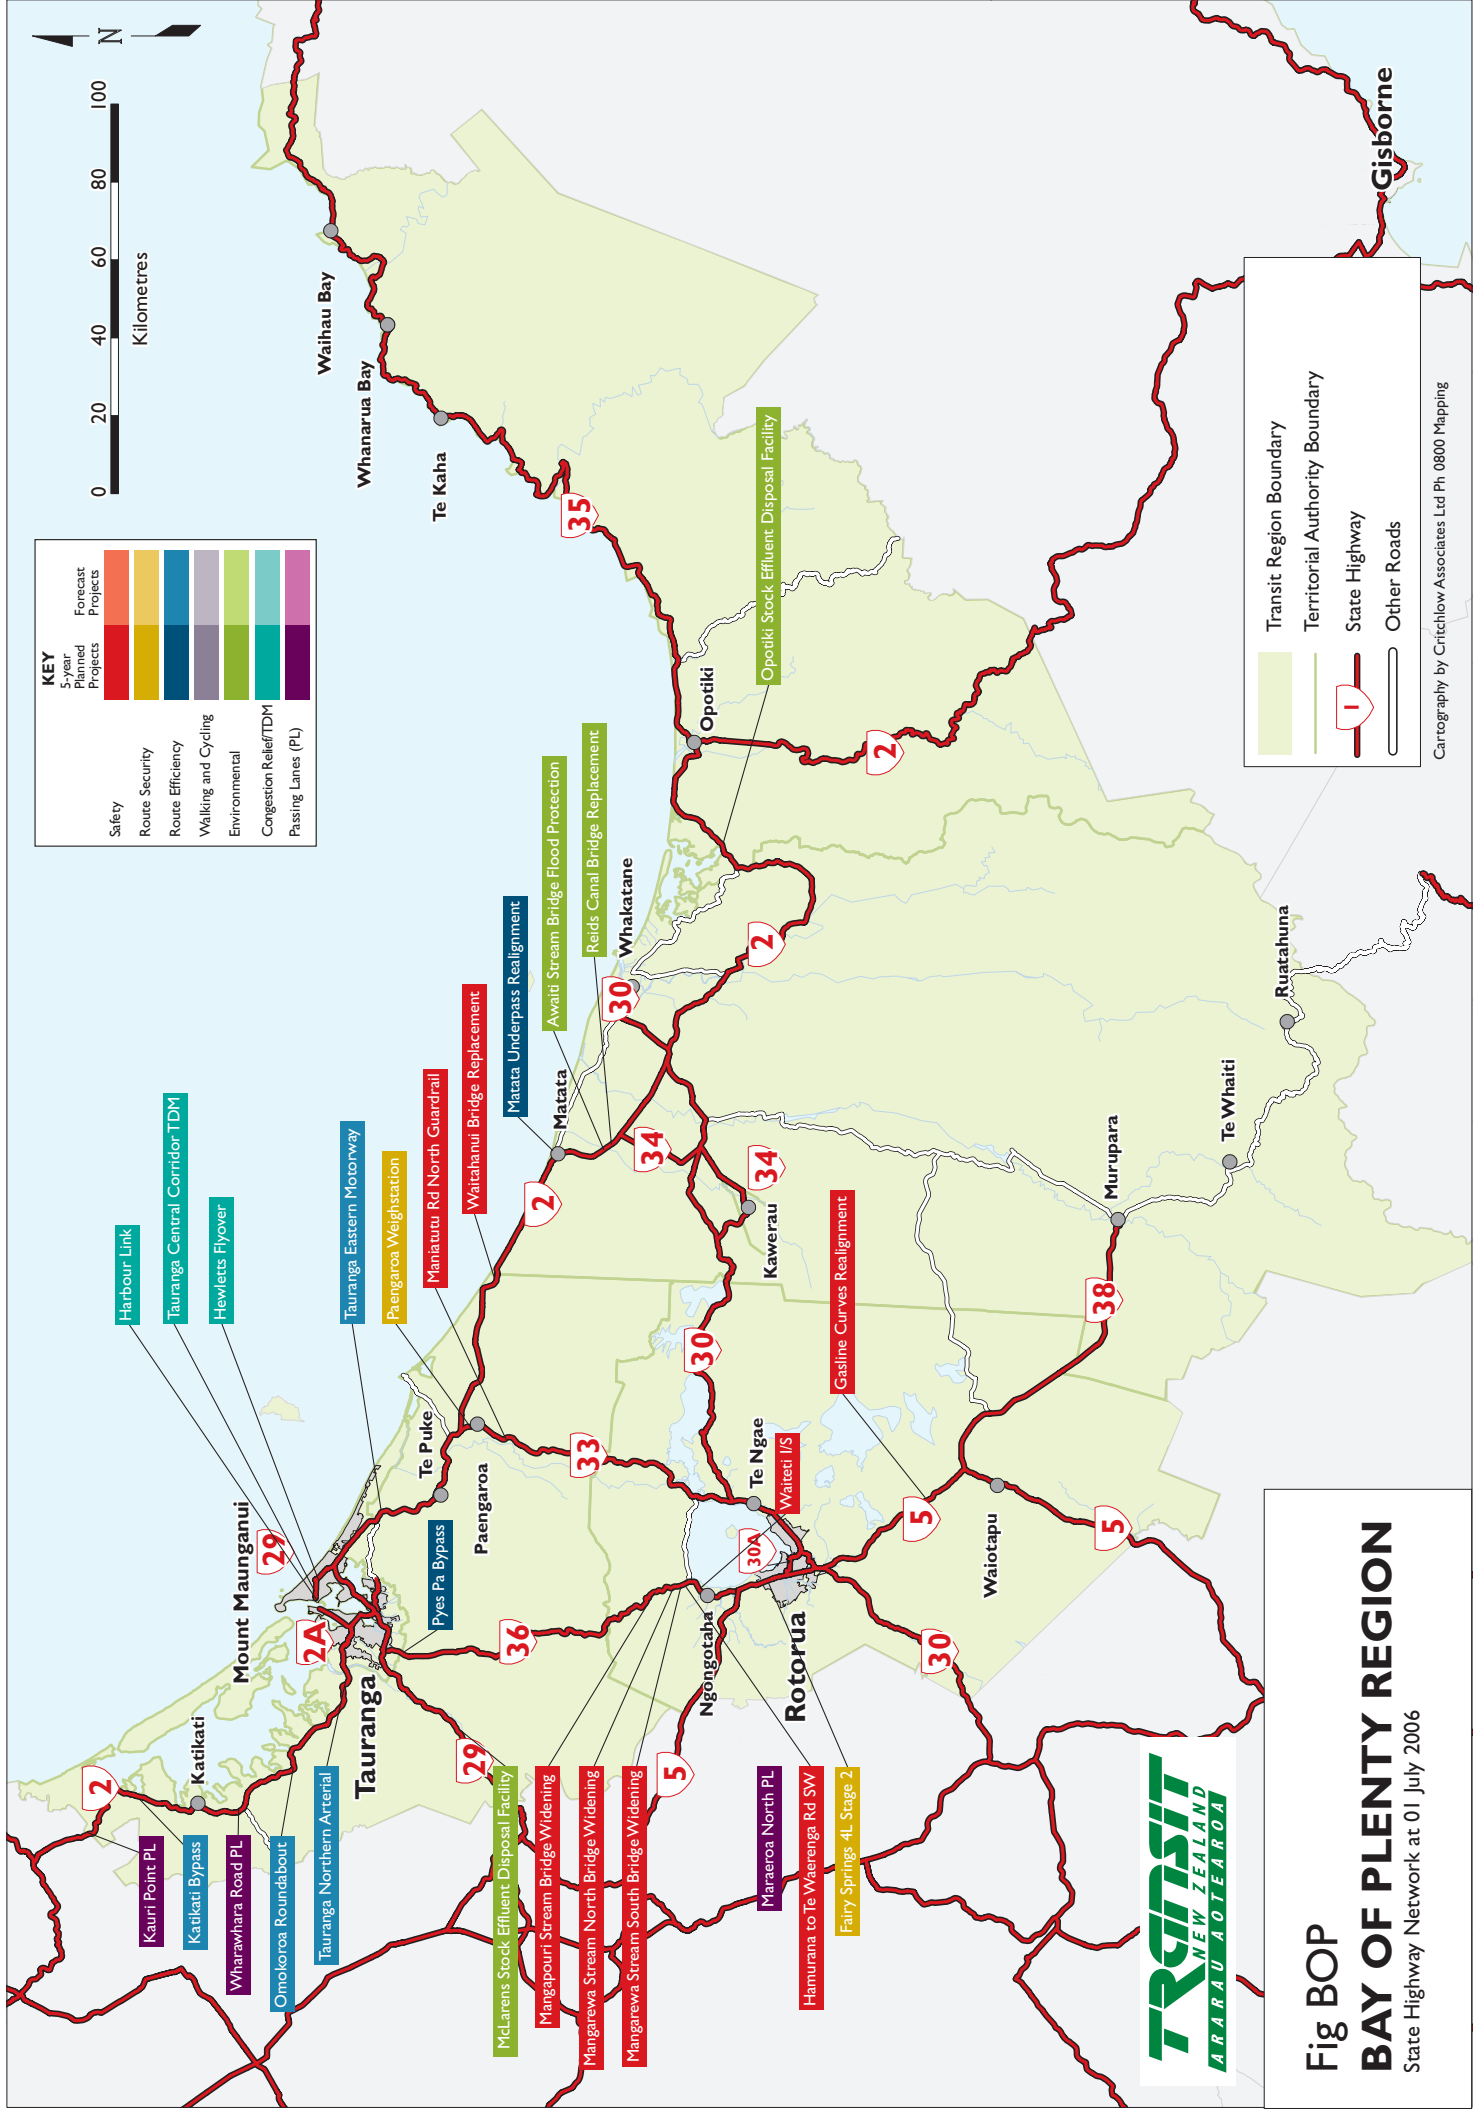 N
0 20 40 60 80 100
Kilometres
KEY
5-year
Planned
Projects
Forecast
Projects
Safety
Route Security
Route Efficiency
Walking and Cycling
Environmental
Congestion Relief/TDM
Passing Lanes (PL)
Harbour Link
Tauranga Central Corridor TDM
Hewletts Flyover
Tauranga Eastern Motorway
Paengaroa Weighstation
Maniatutu Rd North Guardrail
Waitahanui Bridge Replacement
Matata Underpass Realignment
Awaiti Stream Bridge Flood Protection
Reids Canal Bridge Replacement
Opotiki Stock Effluent Disposal Facility
Gasline Curves Realignment
Waiteti I/S
Pyes Pa Bypass
Kauri Point PL
Katikati Bypass
Wharawhara Road PL
Omokoroa Roundabout
Tauranga Northern Arterial
McLarens Stock Effluent Disposal Facility
Mangapouri Stream Bridge Widening
Mangarewa Stream North Bridge Widening
Mangarewa Stream South Bridge Widening
Maraeroa North PL
Hamurana to Te Waerenga Rd SW
Fairy Springs 4L Stage 2
Waihau Bay
Whanarua Bay
Te Kaha
Opotiki
Whakatane
Matata
Kawerau
Murupara
Te Whaiti
Ruatahuna
Gisborne
Mount Maunganui
Tauranga
Katikati
Te Puke
Paengaroa
Te Ngae
Ngongotaha
Rotorua
Waiotapu
2
29
2A
36
29
5
33
30
30A
5
5
30
38
34
34
2
30
2
2
35
Transit Region Boundary
Territorial Authority Boundary
1
State Highway
Other Roads
Cartography by Critchlow Associates Ltd Ph 0800 Mapping
TRANSIT
NEW ZEALAND
ARARAU AOTEAROA
Fig BOP
BAY OF PLENTY REGION
State Highway Network at 01 July 2006